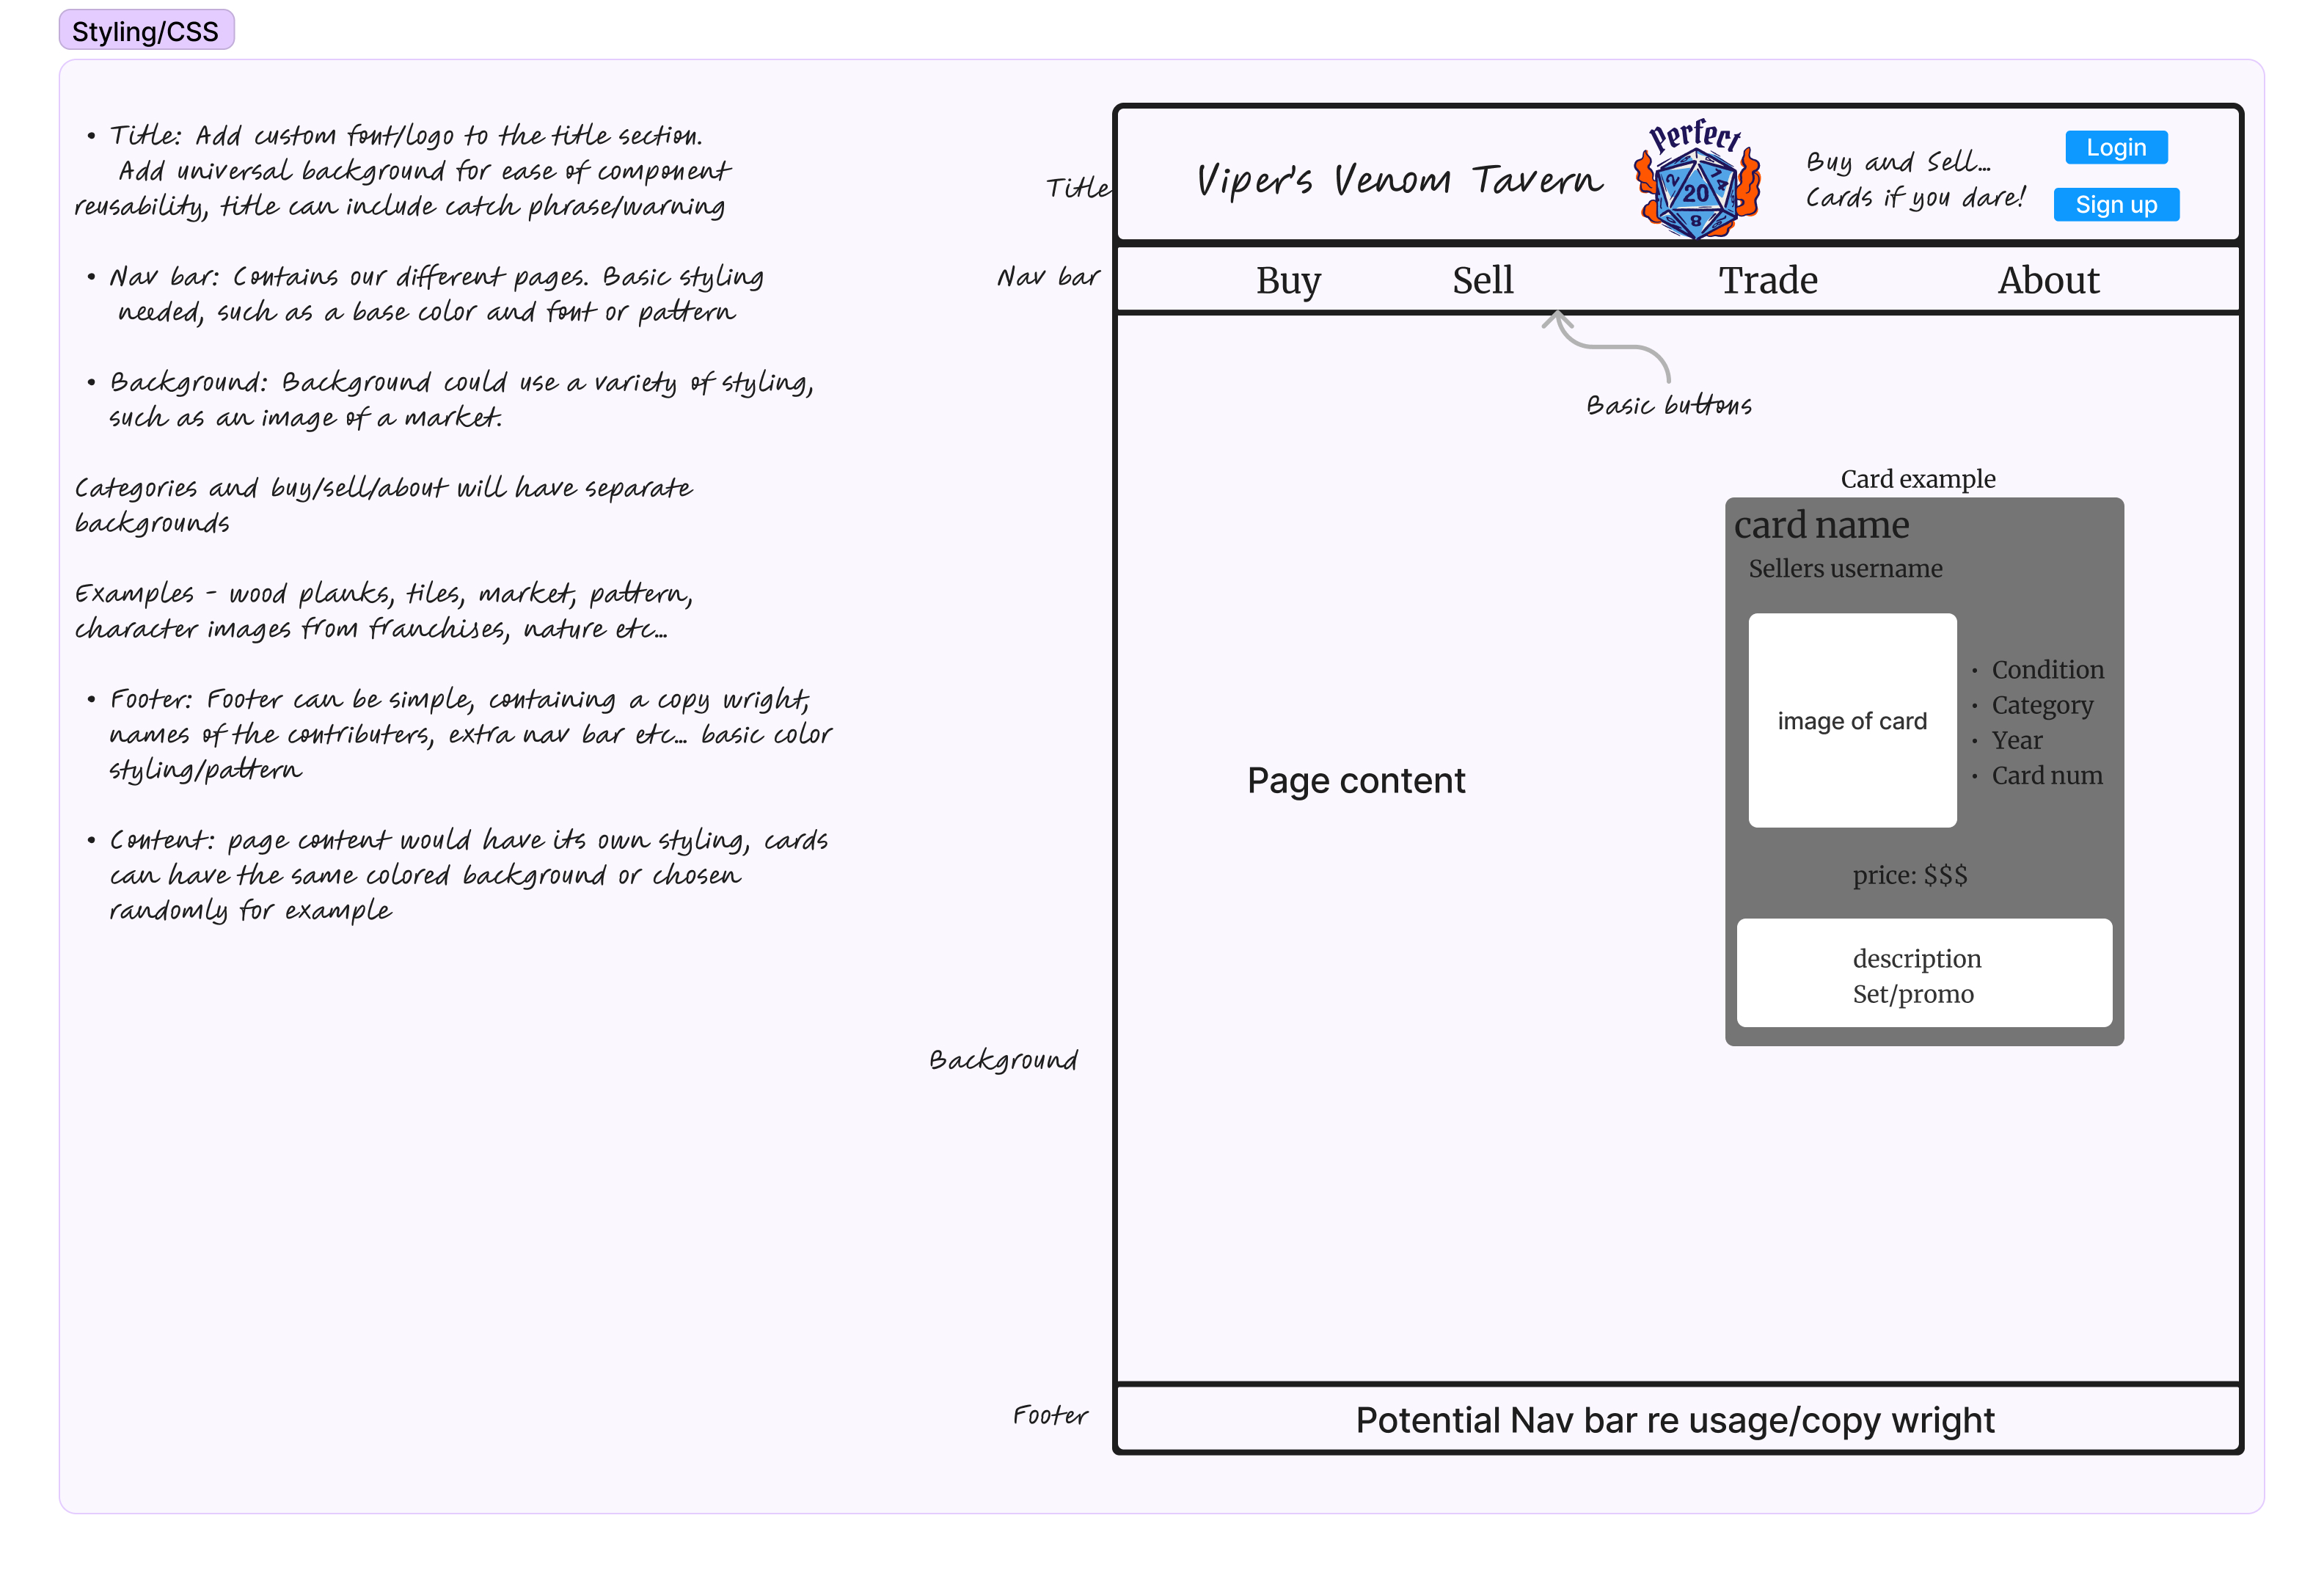 Styling/CSS
• Title: Add custom font/logo to the title section.
Add universal background for ease of component
reusability, title can include catch phrase/warning
• Nav bar: Contains our different pages. Basic styling
needed, such as a base color and font or pattern
• Background: Background could use a variety of styling,
such as an image of a market.
Categories and buy/sell/about will have separate
backgrounds
Examples - wood planks, tiles, market, pattern,
character images from franchises, nature etc...
• Footer: Footer can be simple, containing a copy wright,
names of the contributers, extra nav bar etc... basic color
styling/pattern
• Content: page content would have its own styling, cards
can have the same colored background or chosen
randomly for example
Title
Viper's Venom Tavern
Perfect
2
20
14
8
Buy and Sell...
Cards if you dare!
Login
Sign up
Nav bar
Buy
Sell
Trade
About
Basic buttons
Card example
card name
Sellers username
image of card
• Condition
• Category
• Year
• Card num
price: $$$
description
Set/promo
Page content
Background
Footer
Potential Nav bar re usage/copy wright